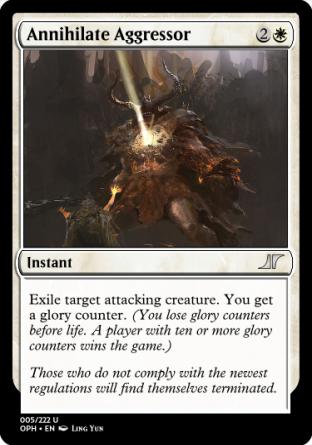 Annihilate Aggressor 2
Instant
Exile target attacking creature. You get
a glory counter. (You lose glory counters
before life. A player with ten or more glory
counters wins the game.)
Those who do not comply with the newest
regulations will find themselves terminated.
005/222 U
OPH • EN Ling Yun